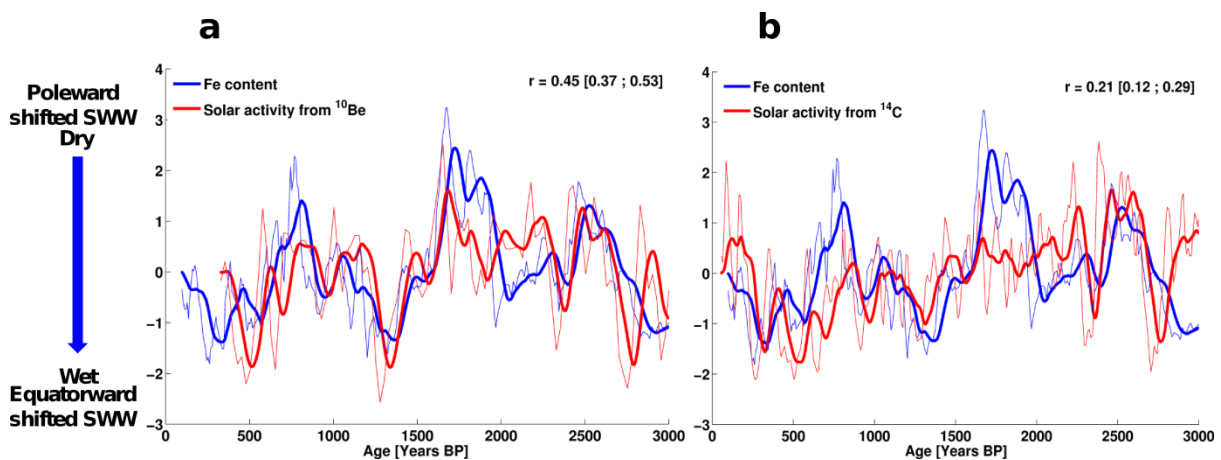 a
b
Poleward
shifted SWW
Dry
Wet
Equatorward
shifted SWW
Fe content
Solar activity from ¹⁰Be
r = 0.45 [0.37 ; 0.53]
4
3
2
1
0
−1
−2
−3
0 500 1000 1500 2000 2500 3000
Age [Years BP]
Fe content
Solar activity from ¹⁴C
r = 0.21 [0.12 ; 0.29]
4
3
2
1
0
−1
−2
−3
0 500 1000 1500 2000 2500 3000
Age [Years BP]